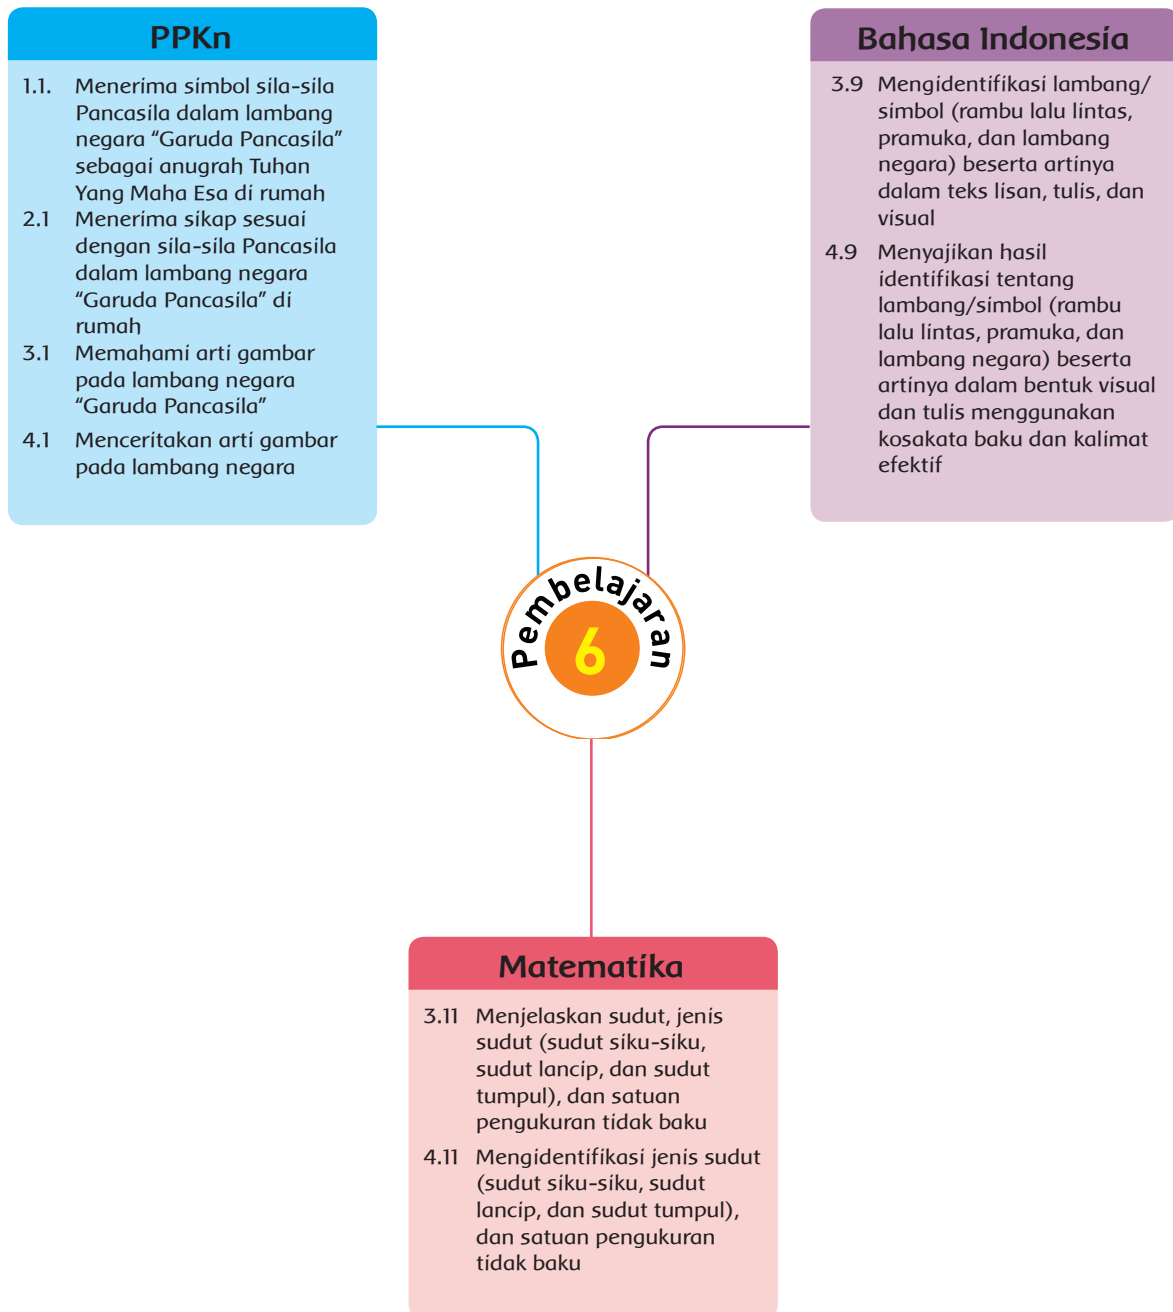 PPKn
1.1. Menerima simbol sila-sila
Pancasila dalam lambang
negara “Garuda Pancasila”
sebagai anugrah Tuhan
Yang Maha Esa di rumah
2.1 Menerima sikap sesuai
dengan sila-sila Pancasila
dalam lambang negara
“Garuda Pancasila” di
rumah
3.1 Memahami arti gambar
pada lambang negara
“Garuda Pancasila”
4.1 Menceritakan arti gambar
pada lambang negara
Bahasa Indonesia
3.9 Mengidentifikasi lambang/
simbol (rambu lalu lintas,
pramuka, dan lambang
negara) beserta artinya
dalam teks lisan, tulis, dan
visual
4.9 Menyajikan hasil
identifikasi tentang
lambang/simbol (rambu
lalu lintas, pramuka, dan
lambang negara) beserta
artinya dalam bentuk visual
dan tulis menggunakan
kosakata baku dan kalimat
efektif
Pembelajaran
6
Matematika
3.11 Menjelaskan sudut, jenis
sudut (sudut siku-siku,
sudut lancip, dan sudut
tumpul), dan satuan
pengukuran tidak baku
4.11 Mengidentifikasi jenis sudut
(sudut siku-siku, sudut
lancip, dan sudut tumpul),
dan satuan pengukuran
tidak baku